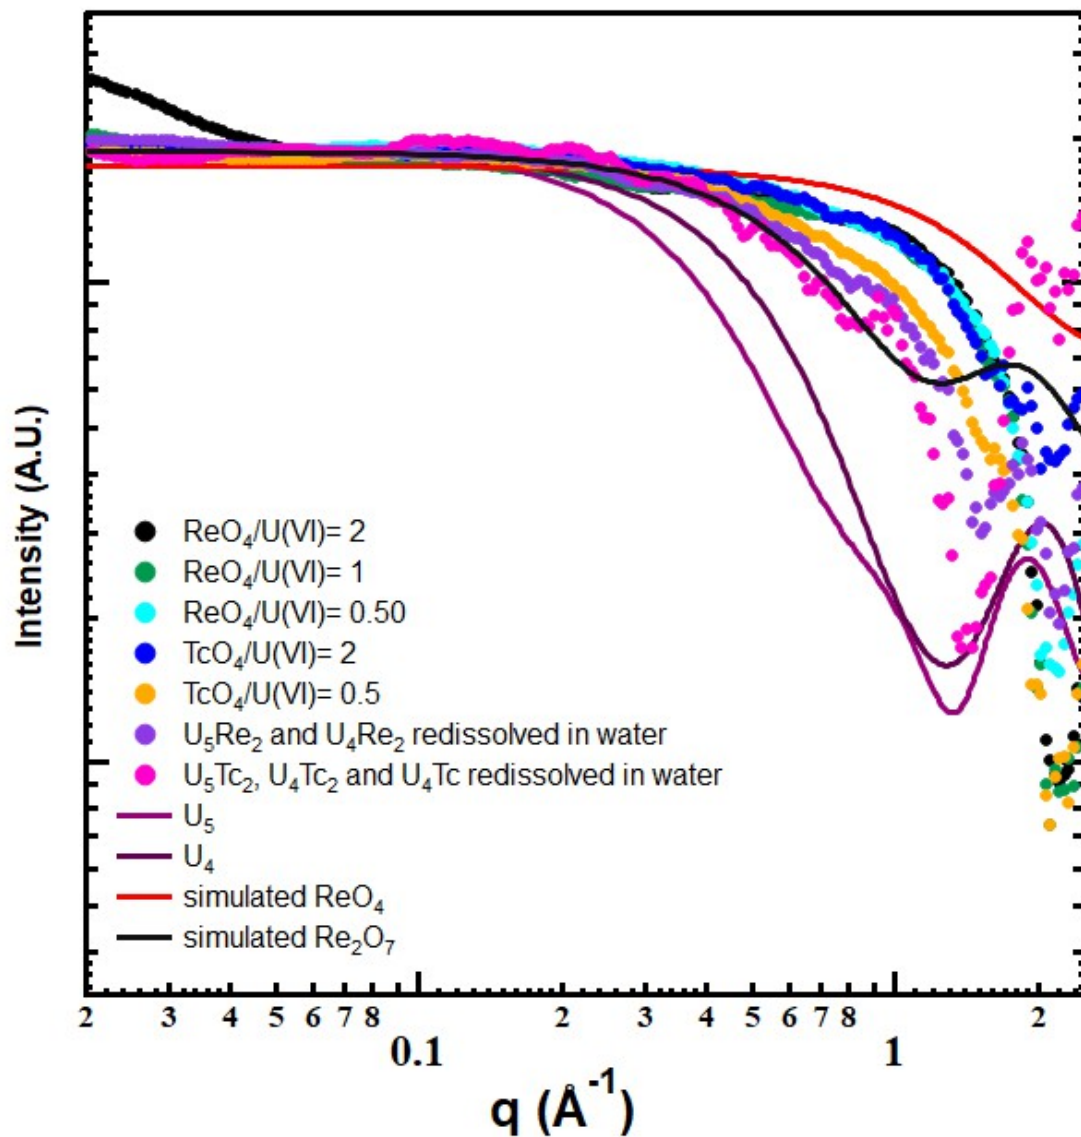 Intensity (A.U.)
ReO₄/U(VI)= 2
ReO₄/U(VI)= 1
ReO₄/U(VI)= 0.50
TcO₄/U(VI)= 2
TcO₄/U(VI)= 0.5
U₅Re₂ and U₄Re₂ redissolved in water
U₅Tc₂, U₄Tc₂ and U₄Tc redissolved in water
U₅
U₄
simulated ReO₄
simulated Re₂O₇
2 3 4 5 6 7 8 2 3 4 5 6 7 8 2
0.1 1
q (Å⁻¹)